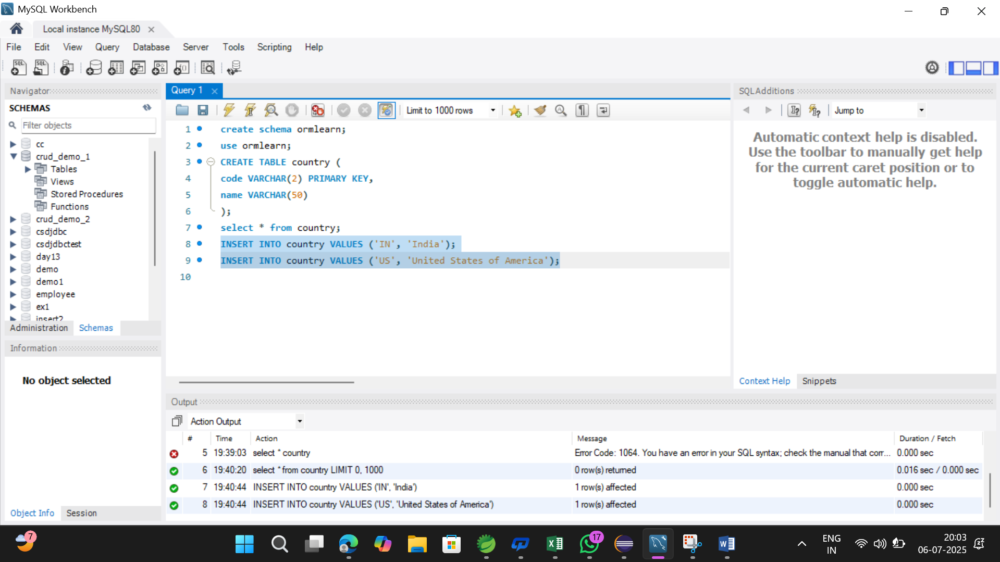 MySQL Workbench
Local instance MySQL80
File Edit View Query Database Server Tools Scripting Help
Navigator
SCHEMAS
Filter objects
cc
crud_demo_1
Tables
Views
Stored Procedures
Functions
crud_demo_2
csdjdbc
csdjdbctest
day13
demo
demo1
employee
ex1
insert2
Administration Schemas
Information
No object selected
Object Info Session
Query 1
Limit to 1000 rows
1 create schema ormlearn;
2 use ormlearn;
3 CREATE TABLE country (
4 code VARCHAR(2) PRIMARY KEY,
5 name VARCHAR(50)
6 );
7 select * from country;
8 INSERT INTO country VALUES ('IN', 'India');
9 INSERT INTO country VALUES ('US', 'United States of America');
10
SQLAdditions
Jump to
Automatic context help is disabled.
Use the toolbar to manually get help
for the current caret position or to
toggle automatic help.
Context Help Snippets
Output
Action Output
# Time Action Message Duration / Fetch
5 19:39:03 select * country Error Code: 1064. You have an error in your SQL syntax; check the manual that corr... 0.000 sec
6 19:40:20 select * from country LIMIT 0, 1000 0 row(s) returned 0.016 sec / 0.000 sec
7 19:40:44 INSERT INTO country VALUES ('IN', 'India') 1 row(s) affected 0.000 sec
8 19:40:44 INSERT INTO country VALUES ('US', 'United States of America') 1 row(s) affected 0.000 sec
7
17
ENG
IN
20:03
06-07-2025